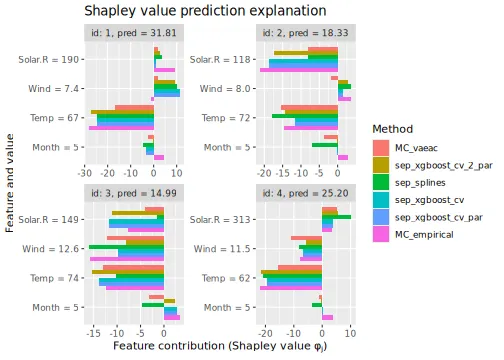 Shapley value prediction explanation
id: 1, pred = 31.81
id: 2, pred = 18.33
Solar.R = 190
Wind = 7.4
Temp = 67
Month = 5
Solar.R = 118
Wind = 8.0
Temp = 72
Month = 5
-30 -20 -10 0 10
-20 -15 -10 -5 0
id: 3, pred = 14.99
id: 4, pred = 25.20
Solar.R = 149
Wind = 12.6
Temp = 74
Month = 5
Solar.R = 313
Wind = 11.5
Temp = 62
Month = 5
-15 -10 -5 0
-20 -10 0 10
Feature and value
Feature contribution (Shapley value φj)
Method
MC_vaeac
sep_xgboost_cv_2_par
sep_splines
sep_xgboost_cv
sep_xgboost_cv_par
MC_empirical